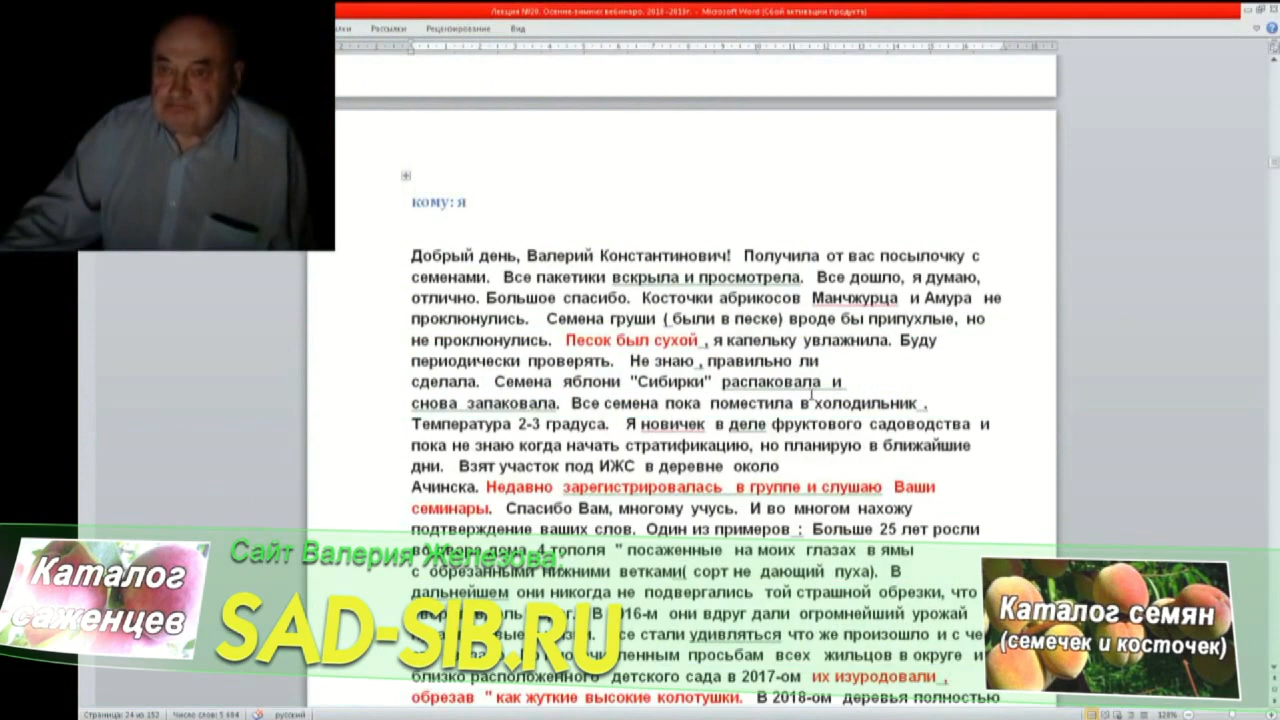 Лекция №20. Осенне-зимних вебинаро. 2018 -2019г. - Microsoft Word (Сбой активации продукта)
Рассылки Рецензирование Вид
кому: я
Добрый день, Валерий Константинович! Получила от вас посылочку с
семенами. Все пакетики вскрыла и просмотрела. Все дошло, я думаю,
отлично. Большое спасибо. Косточки абрикосов Манчжурца и Амура не
проклюнулись. Семена груши ( были в песке) вроде бы припухлые, но
не проклюнулись. Песок был сухой , я капельку увлажнила. Буду
периодически проверять. Не знаю , правильно ли
сделала. Семена яблони "Сибирки" распаковала и
снова запаковала. Все семена пока поместила в холодильник .
Температура 2-3 градуса. Я новичек в деле фруктового садоводства и
пока не знаю когда начать стратификацию, но планирую в ближайшие
дни. Взят участок под ИЖС в деревне около
Ачинска. Недавно зарегистрировалась в группе и слушаю Ваши
семинары. Спасибо Вам, многому учусь. И во многом нахожу
подтверждение ваших слов. Один из примеров : Больше 25 лет росли
4 тополя " посаженные на моих глазах в ямы
с обрезанными нижними ветками( сорт не дающий пуха). В
дальнейшем они никогда не подвергались той страшной обрезки, что
они вдруг дали огромнейший урожай
стали удивляться что же произошло и с че
просьбам всех жильцов в округе и
близко расположенного детского сада в 2017-ом их изуродовали ,
обрезав " как жуткие высокие колотушки. В 2018-ом деревья полностью
Сайт Валерия Железова:
SAD-SIB.RU
Каталог
саженцев
Каталог семян
(семечек и косточек)
Страница: 24 из 152 Число слов: 5 684 русский 128%